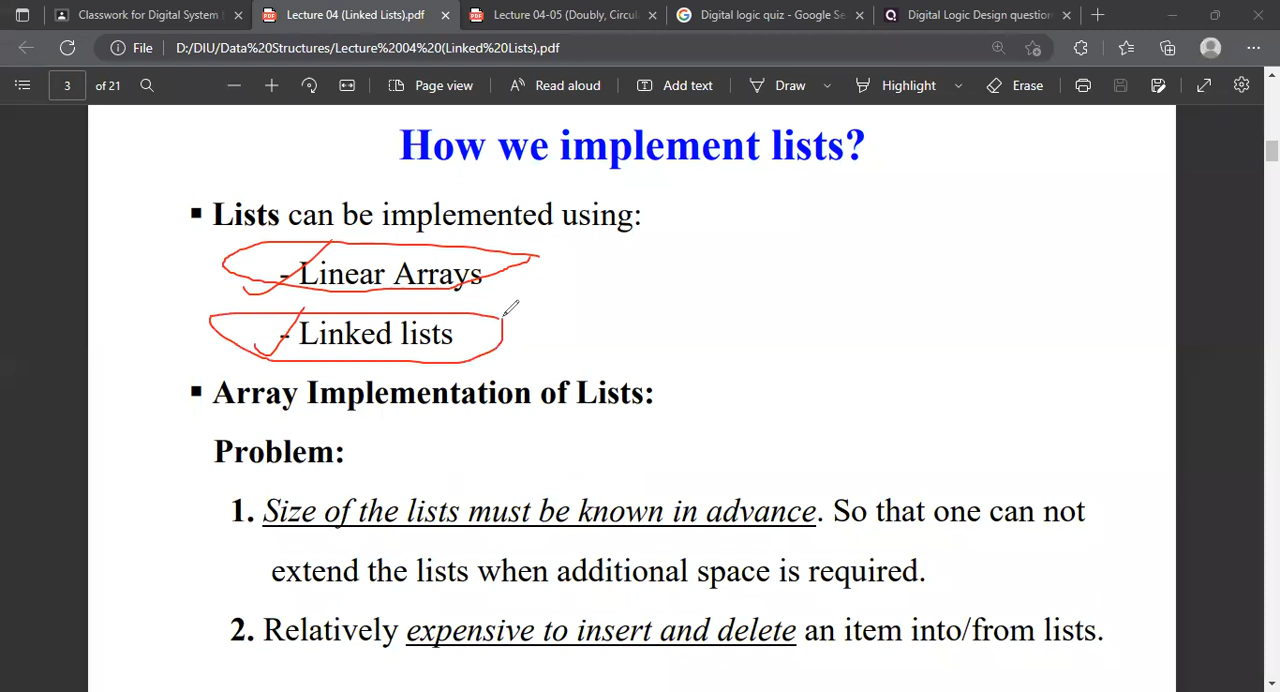 Classwork for Digital System
Lecture 04 (Linked Lists).pdf
Lecture 04-05 (Doubly, Circul
Digital logic quiz - Google Se
Digital Logic Design question
File
D:/DIU/Data%20Structures/Lecture%2004%20(Linked%20Lists).pdf
3 of 21
Page view
Read aloud
Add text
Draw
Highlight
Erase
How we implement lists?
▪ Lists can be implemented using:
- Linear Arrays
- Linked lists
▪ Array Implementation of Lists:
Problem:
1. Size of the lists must be known in advance. So that one can not
extend the lists when additional space is required.
2. Relatively expensive to insert and delete an item into/from lists.